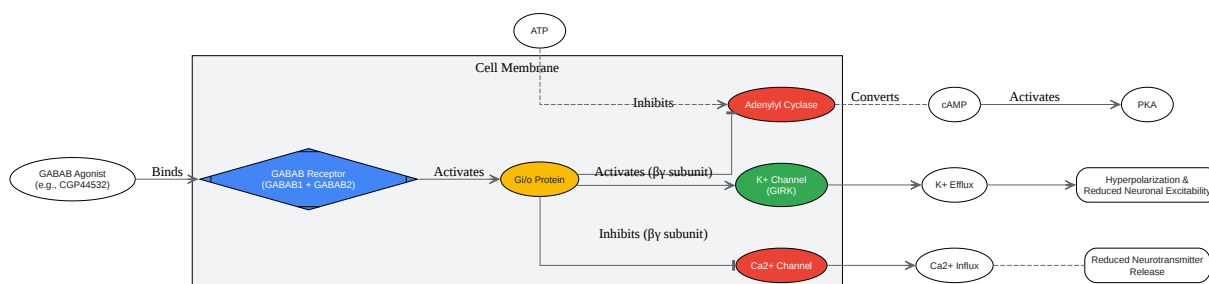 ATP
Cell Membrane
Inhibits
Adenylyl Cyclase
Converts
cAMP
Activates
PKA
GABAB Agonist
(e.g., CGP44532)
Binds
GABAB Receptor
(GABAB1 + GABAB2)
Activates
Gi/o Protein
Activates (βγ subunit)
K+ Channel
(GIRK)
K+ Efflux
Hyperpolarization &
Reduced Neuronal Excitability
Inhibits (βγ subunit)
Ca2+ Channel
Ca2+ Influx
Reduced Neurotransmitter
Release